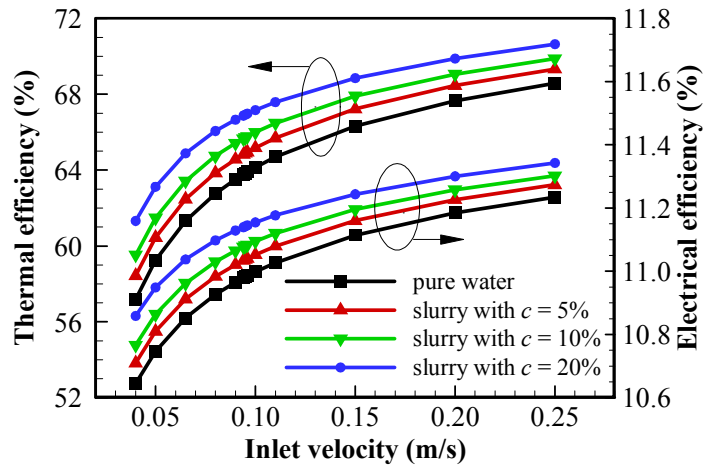 72
68
64
60
56
52
Thermal efficiency (%)
11.8
11.6
11.4
11.2
11.0
10.8
10.6
Electrical efficiency (%)
pure water
slurry with c = 5%
slurry with c = 10%
slurry with c = 20%
0.05 0.10 0.15 0.20 0.25
Inlet velocity (m/s)